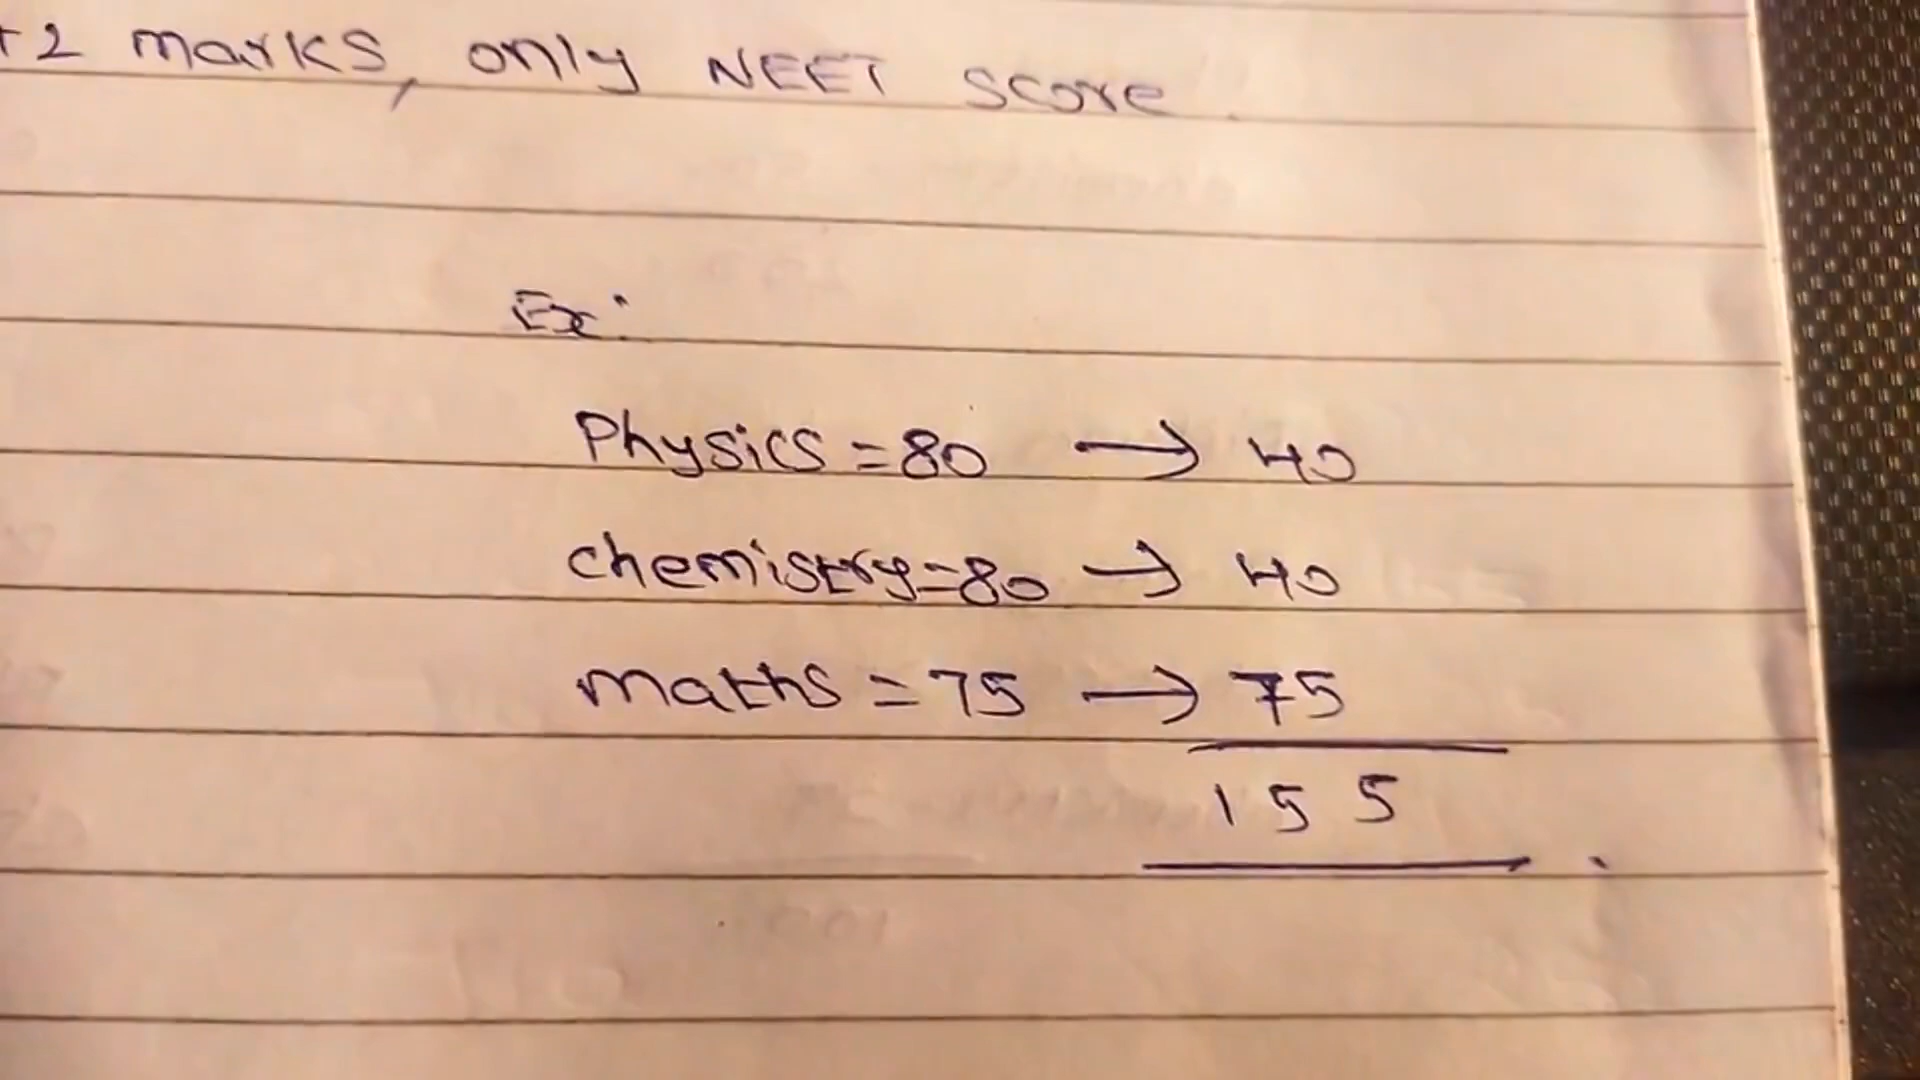 +2 marks, only NEET score.
Ex:
Physics = 80 → 40
chemistry = 80 → 40
maths = 75 → 75
155